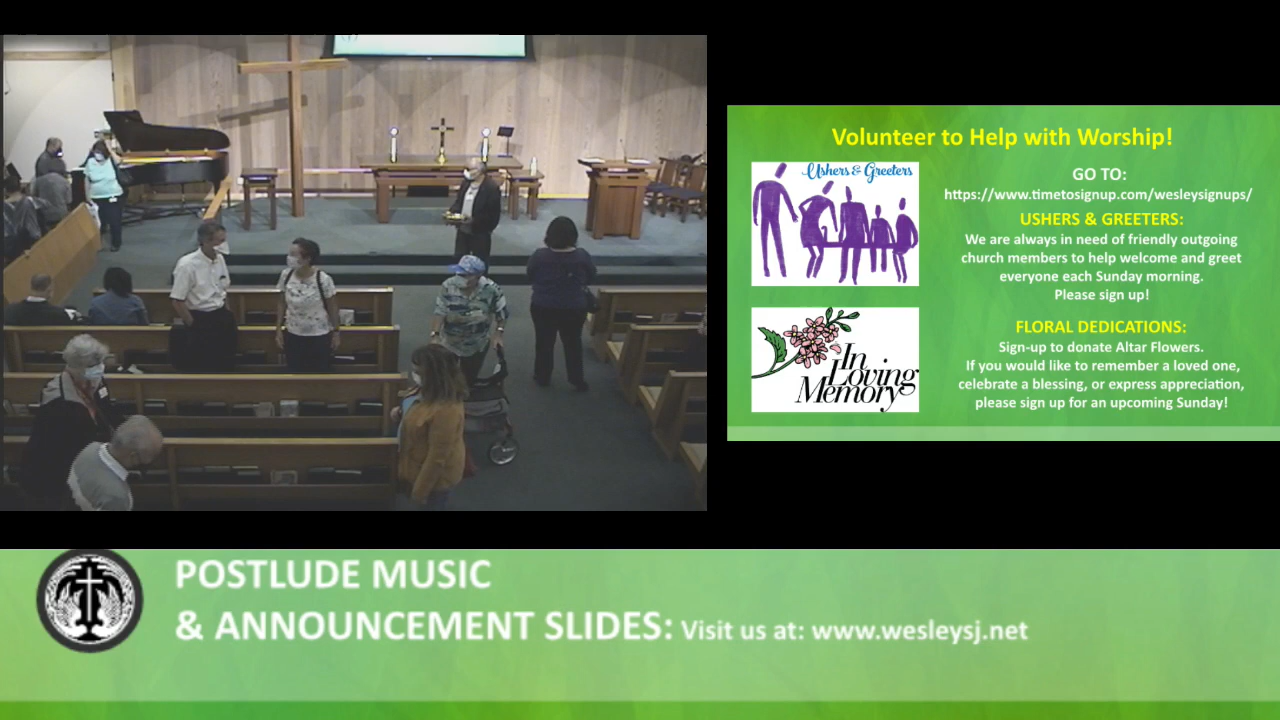 Volunteer to Help with Worship!
Ushers & Greeters
GO TO:
https://www.timetosignup.com/wesleysignups/
USHERS & GREETERS:
We are always in need of friendly outgoing
church members to help welcome and greet
everyone each Sunday morning.
Please sign up!
In
Loving
Memory
FLORAL DEDICATIONS:
Sign-up to donate Altar Flowers.
If you would like to remember a loved one,
celebrate a blessing, or express appreciation,
please sign up for an upcoming Sunday!
POSTLUDE MUSIC
& ANNOUNCEMENT SLIDES: Visit us at: www.wesleysj.net